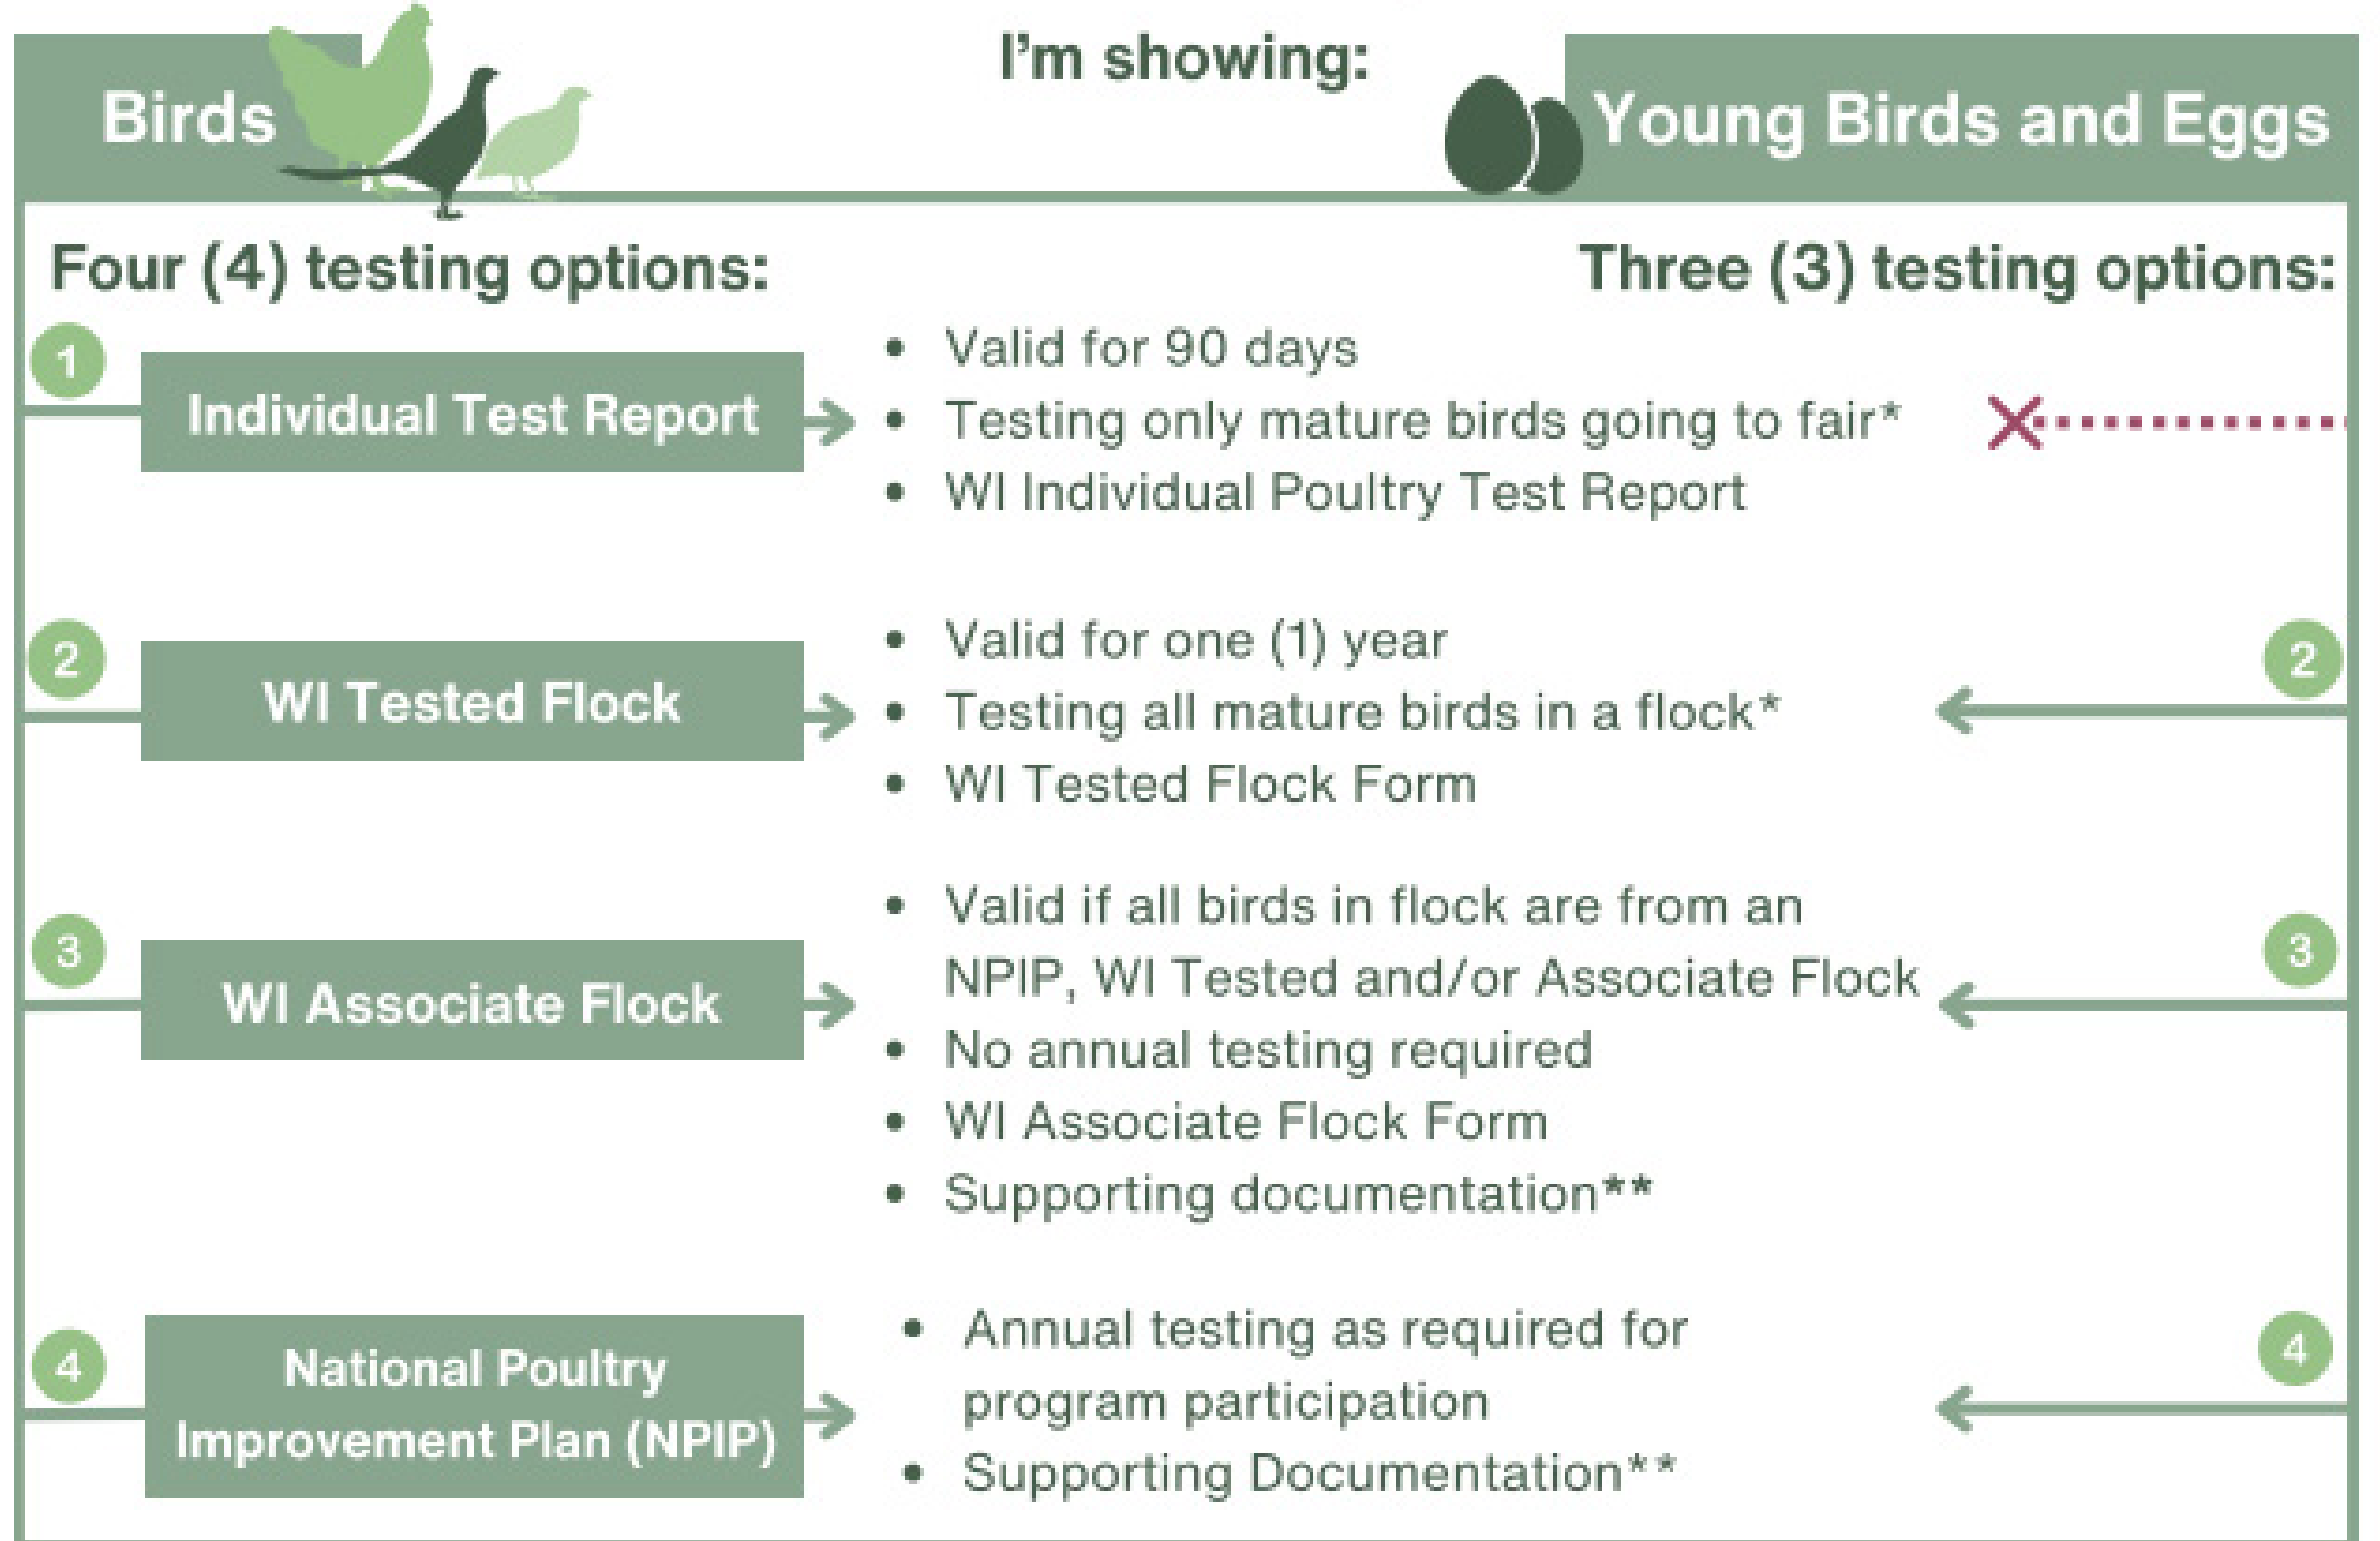 I'm showing:
Birds
Young Birds and Eggs
Four (4) testing options:
Three (3) testing options:
1
Individual Test Report
• Valid for 90 days
• Testing only mature birds going to fair*
• WI Individual Poultry Test Report
2
WI Tested Flock
• Valid for one (1) year
• Testing all mature birds in a flock*
• WI Tested Flock Form
2
3
WI Associate Flock
• Valid if all birds in flock are from an
NPIP, WI Tested and/or Associate Flock
• No annual testing required
• WI Associate Flock Form
• Supporting documentation**
3
4
National Poultry
Improvement Plan (NPIP)
• Annual testing as required for
program participation
• Supporting Documentation**
4